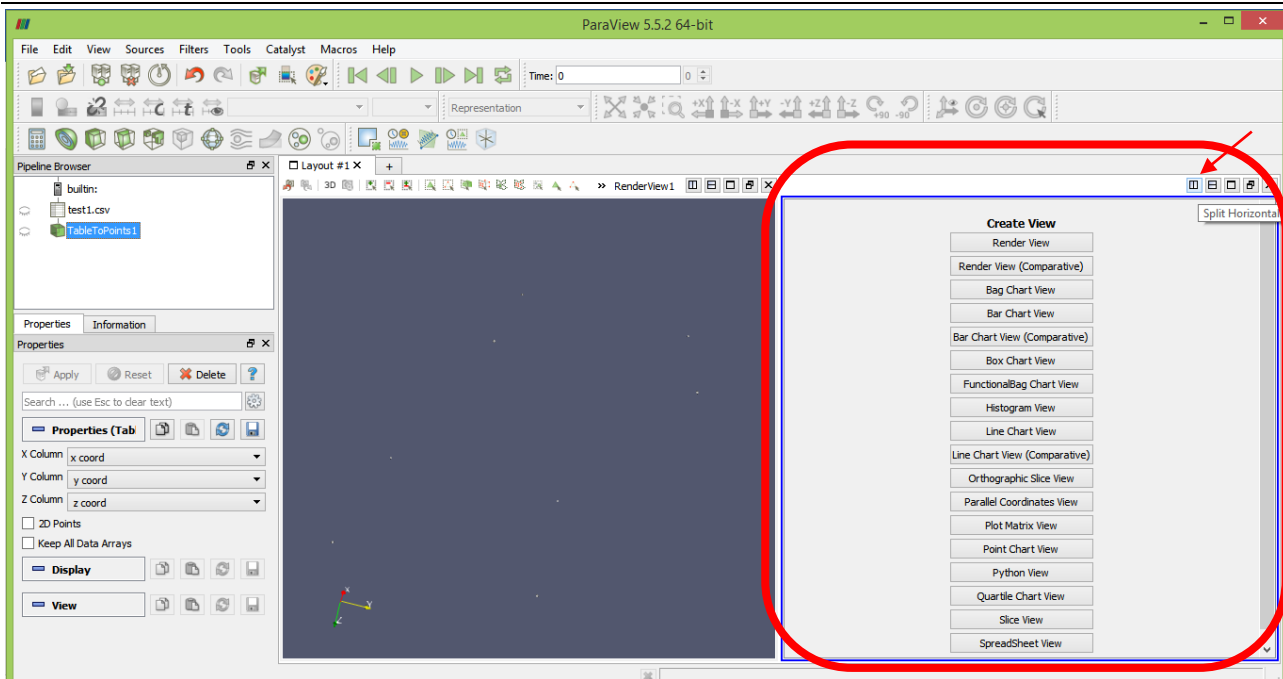 ParaView 5.5.2 64-bit
File Edit View Sources Filters Tools Catalyst Macros Help
Time: 0 0
Representation +X -X +Y -Y +Z -Z +90 -90
Pipeline Browser
builtin:
test1.csv
TableToPoints1
Properties Information
Properties
Apply Reset Delete ?
Search ... (use Esc to clear text)
Properties (Tab
X Column x coord
Y Column y coord
Z Column z coord
2D Points
Keep All Data Arrays
Display
View
Layout #1 +
3D » RenderView1
X
Y
Z
Split Horizontal
Create View
Render View
Render View (Comparative)
Bag Chart View
Bar Chart View
Bar Chart View (Comparative)
Box Chart View
FunctionalBag Chart View
Histogram View
Line Chart View
Line Chart View (Comparative)
Orthographic Slice View
Parallel Coordinates View
Plot Matrix View
Point Chart View
Python View
Quartile Chart View
Slice View
SpreadSheet View